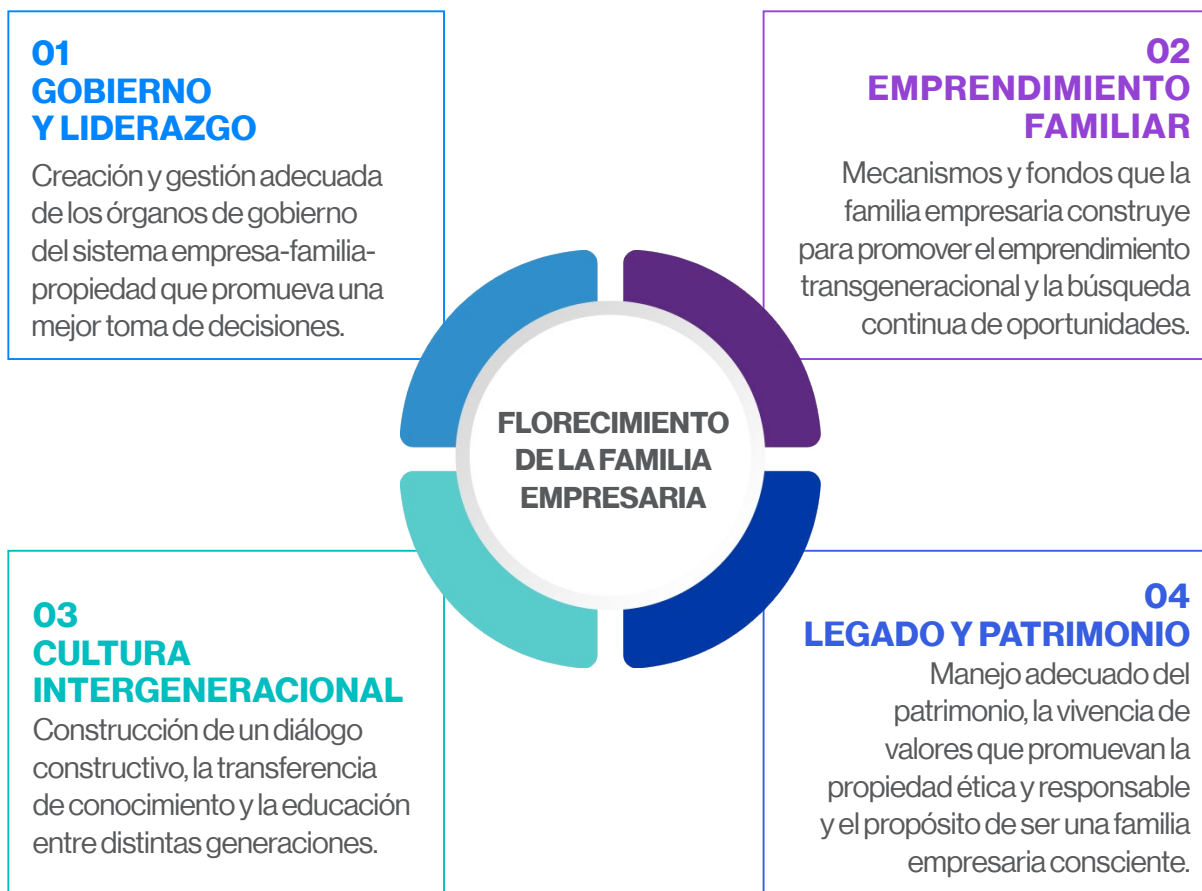 01
GOBIERNO
Y LIDERAZGO
Creación y gestión adecuada
de los órganos de gobierno
del sistema empresa-familia-
propiedad que promueva una
mejor toma de decisiones.
02
EMPRENDIMIENTO
FAMILIAR
Mecanismos y fondos que la
familia empresaria construye
para promover el emprendimiento
transgeneracional y la búsqueda
continua de oportunidades.
FLORECIMIENTO
DE LA FAMILIA
EMPRESARIA
03
CULTURA
INTERGENERACIONAL
Construcción de un diálogo
constructivo, la transferencia
de conocimiento y la educación
entre distintas generaciones.
04
LEGADO Y PATRIMONIO
Manejo adecuado del
patrimonio, la vivencia de
valores que promuevan la
propiedad ética y responsable
y el propósito de ser una familia
empresaria consciente.